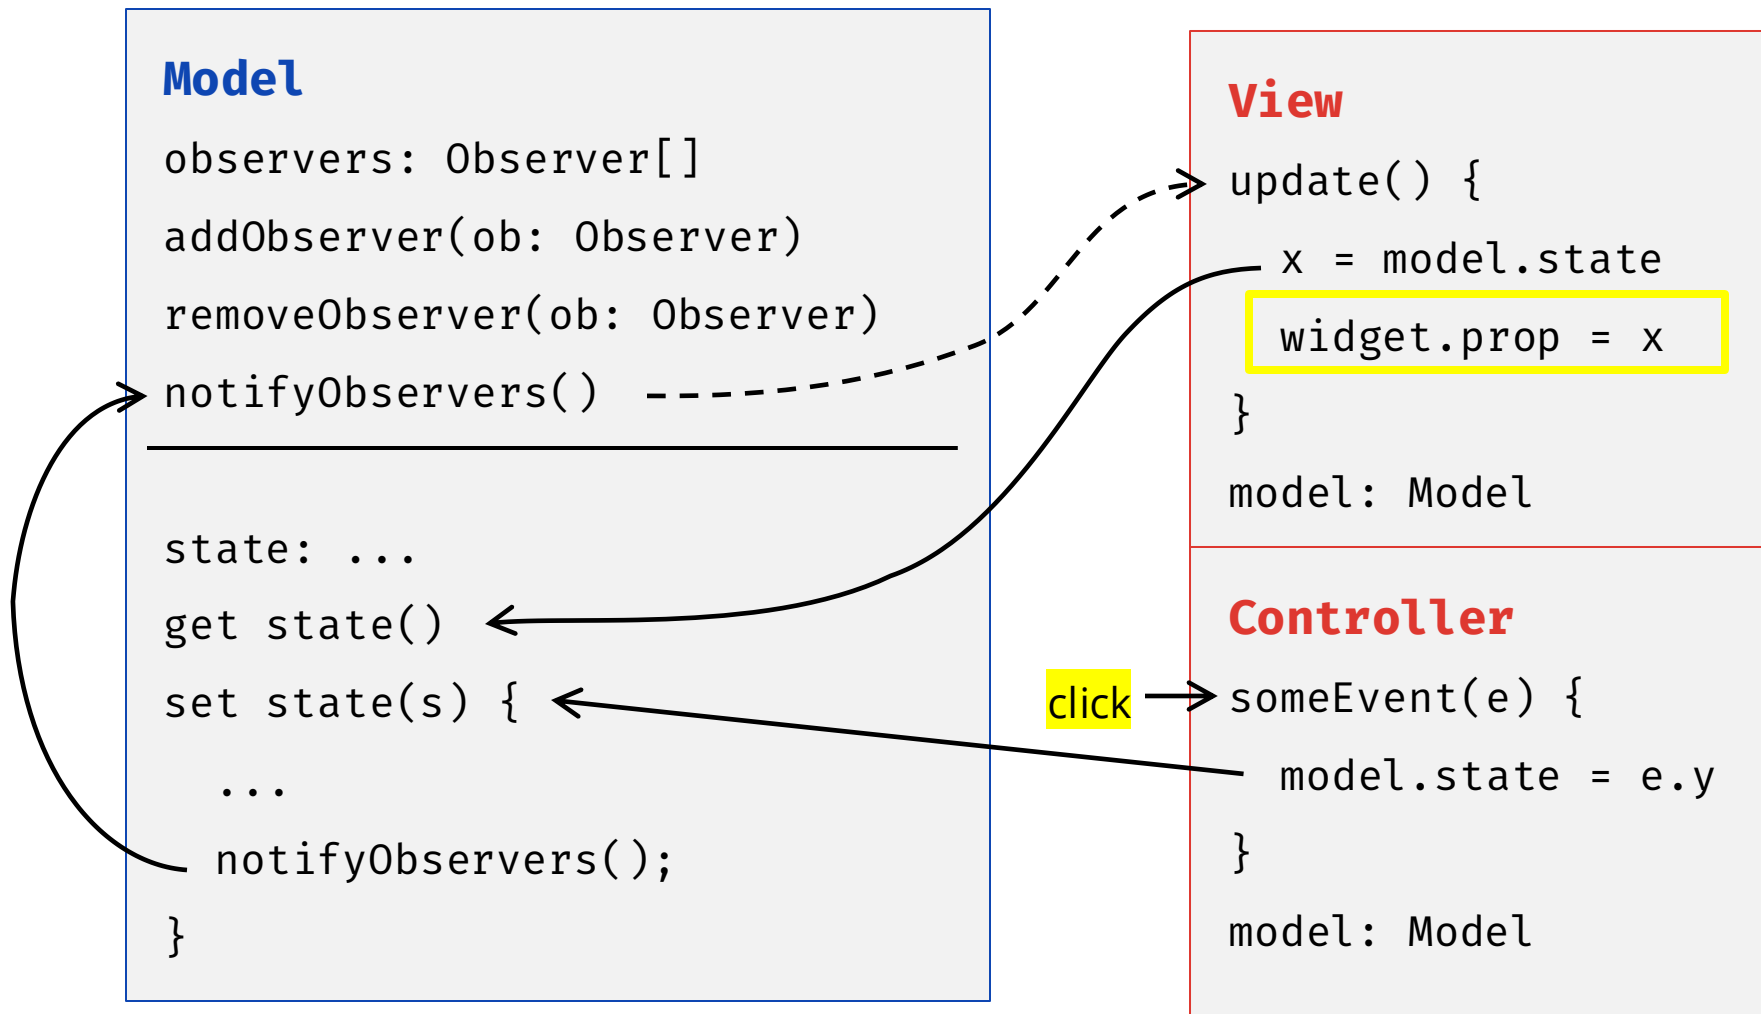 Model
observers: Observer[]
addObserver(ob: Observer)
removeObserver(ob: Observer)
notifyObservers()
state: ...
get state()
set state(s) {
...
notifyObservers();
}
View
update() {
x = model.state
widget.prop = x
}
model: Model
Controller
click
someEvent(e) {
model.state = e.y
}
model: Model